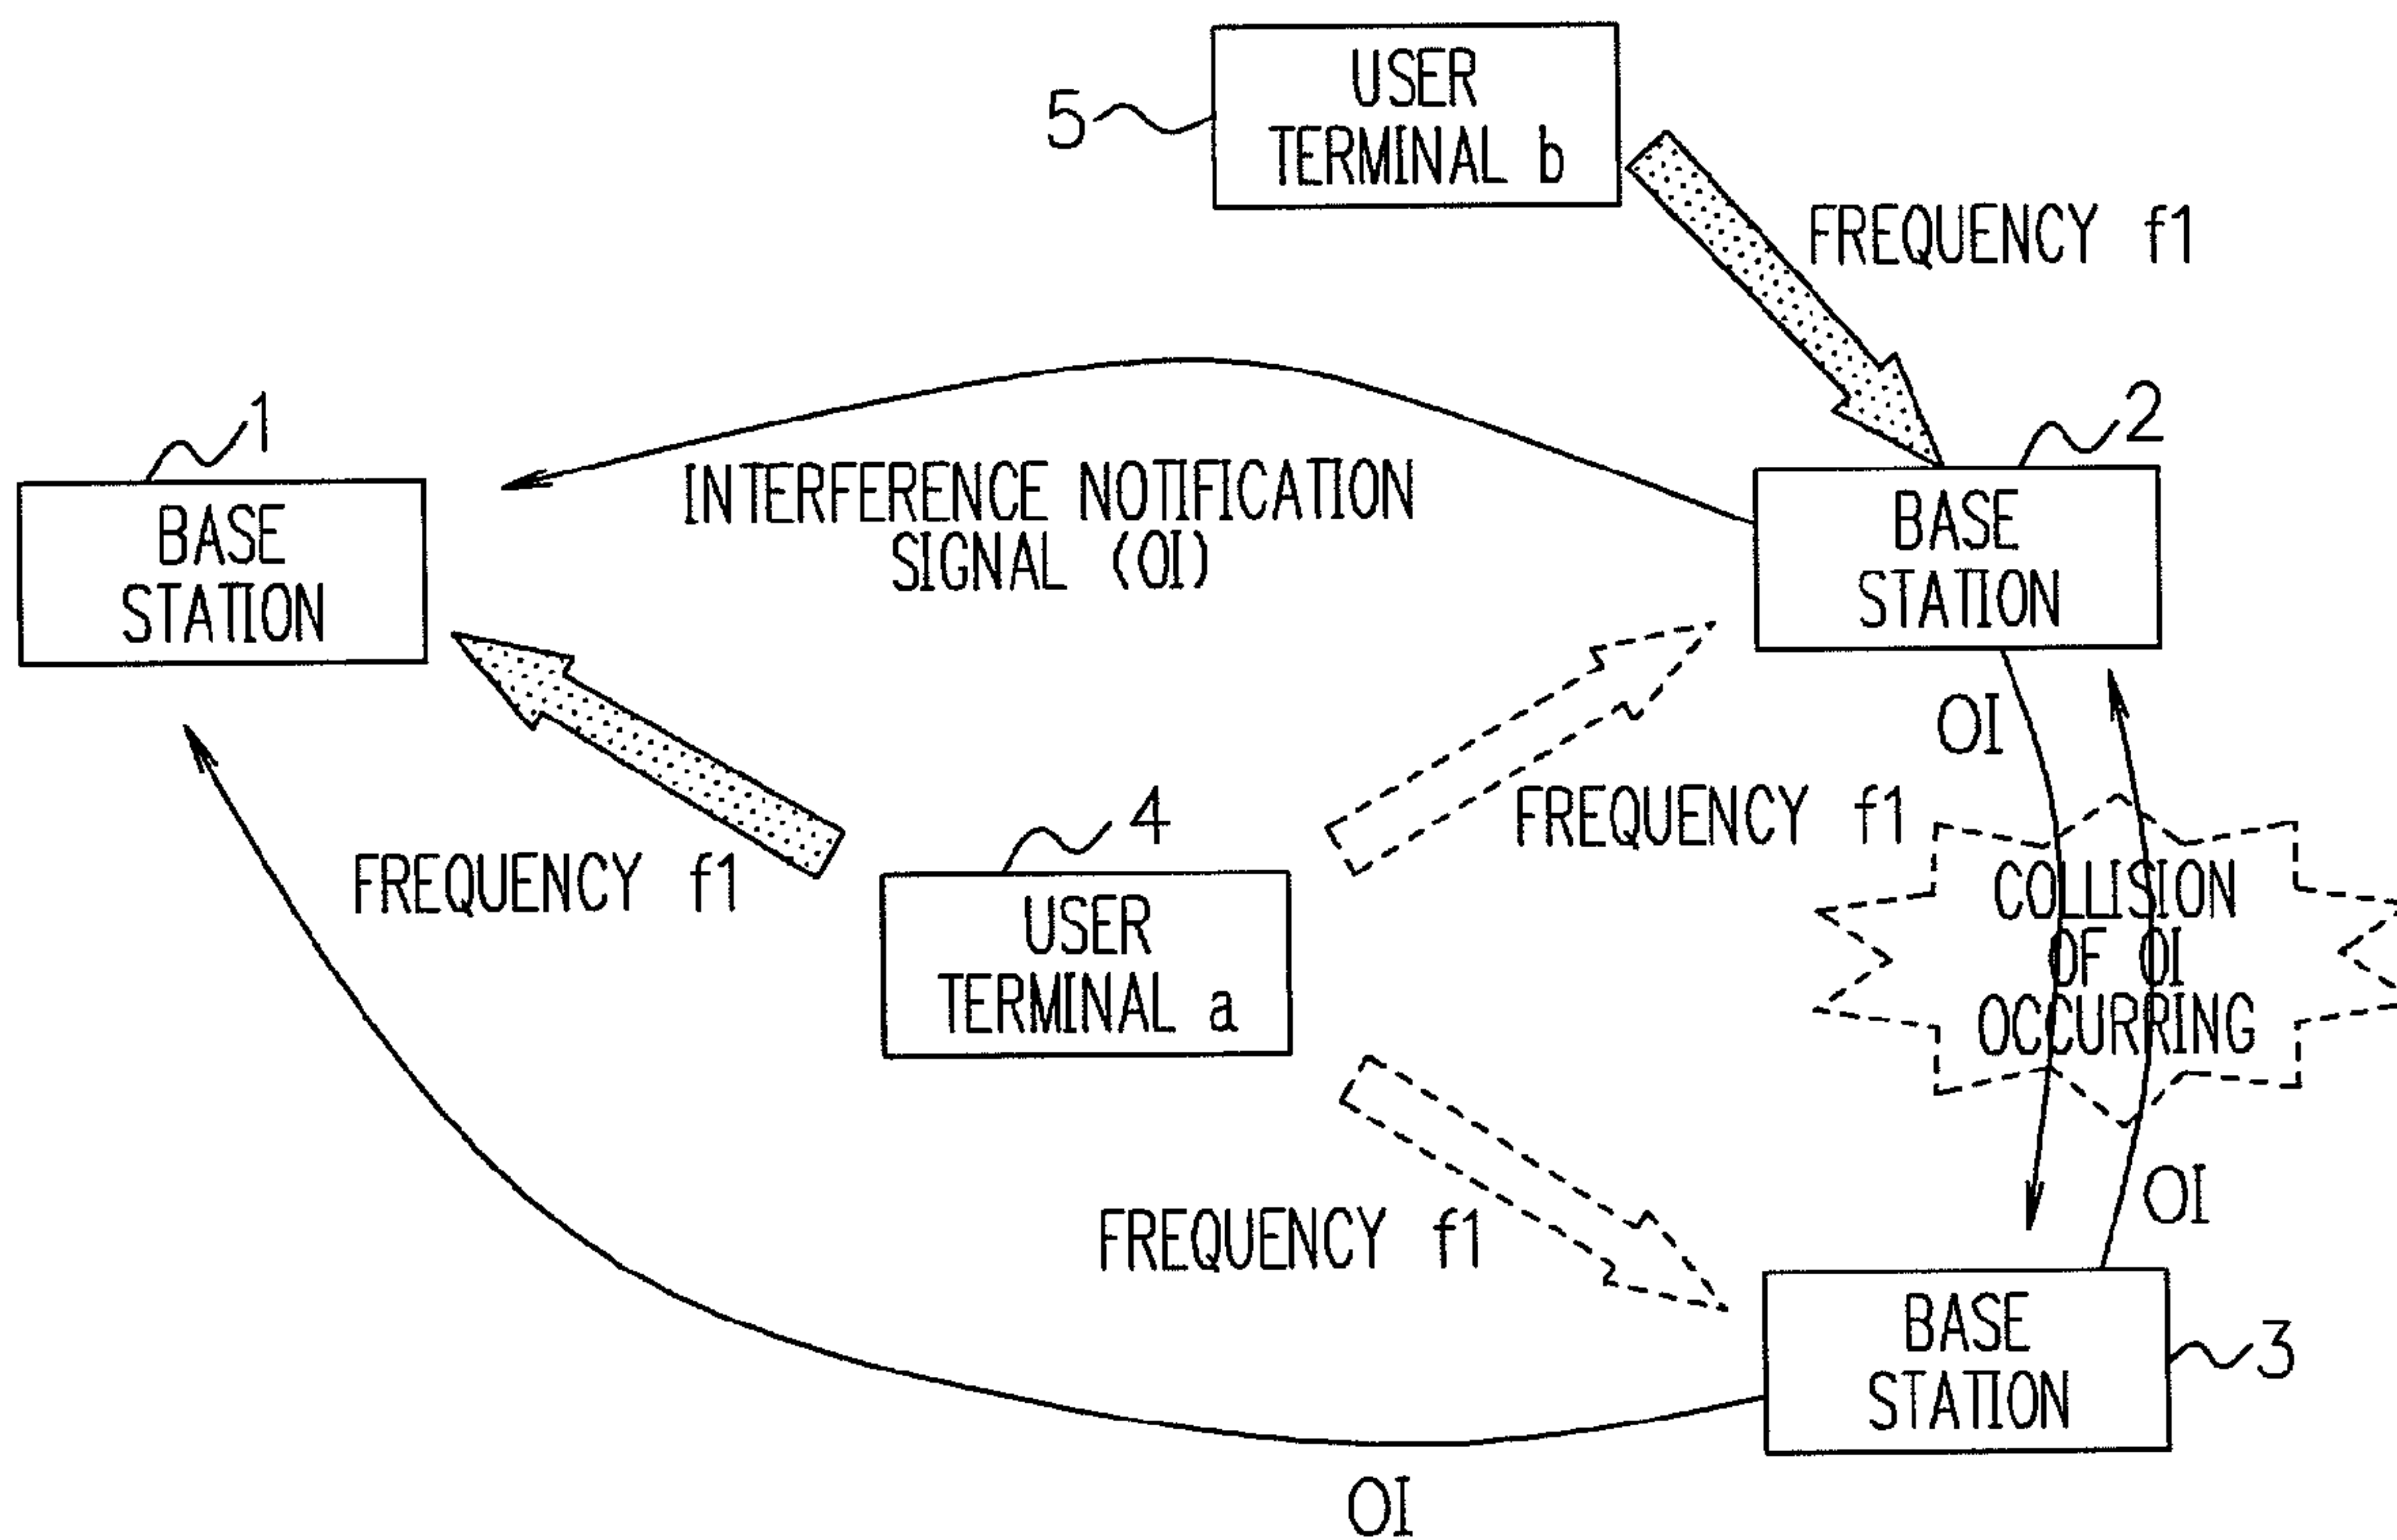 USER
TERMINAL b
5
FREQUENCY f1
1
2
BASE
STATION
INTERFERENCE NOTIFICATION
SIGNAL (OI)
BASE
STATION
OI
4
FREQUENCY f1
FREQUENCY f1
USER
TERMINAL a
COLLISION
OF OI
OCCURRING
OI
FREQUENCY f1
BASE
STATION
3
OI